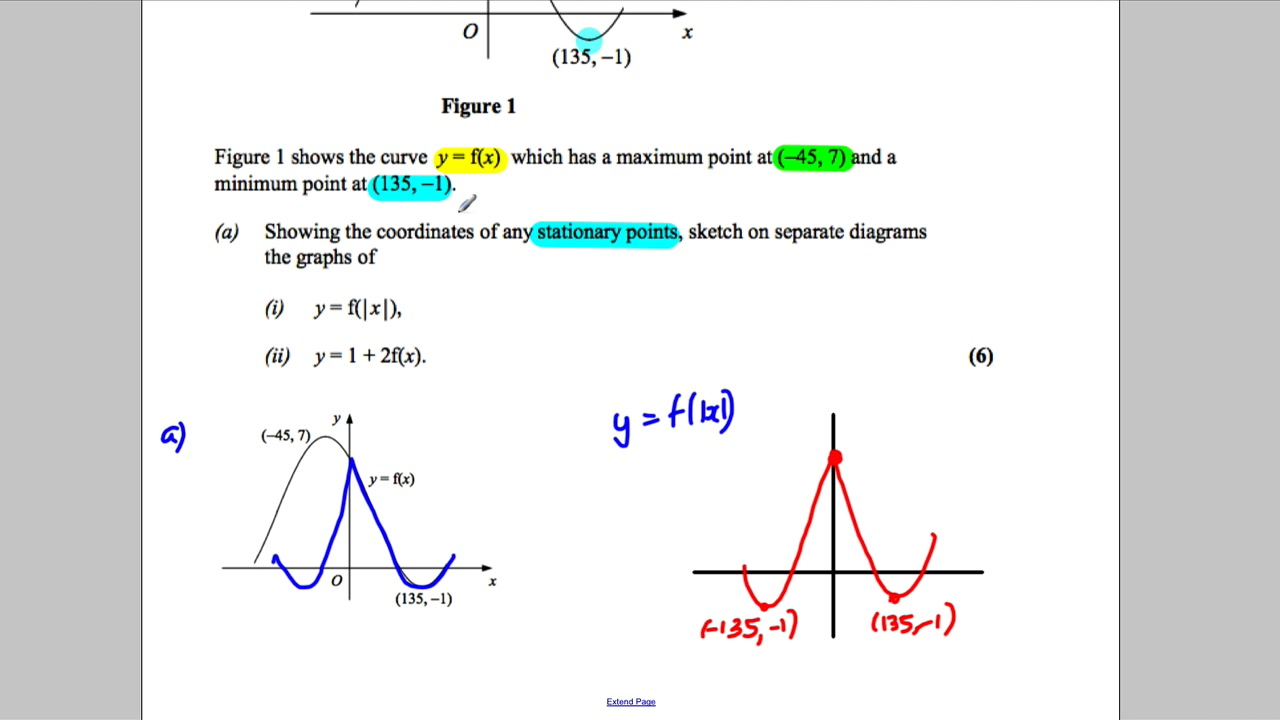 O
x
(135, −1)
Figure 1
Figure 1 shows the curve y = f(x) which has a maximum point at (−45, 7) and a
minimum point at (135, −1).
(a) Showing the coordinates of any stationary points, sketch on separate diagrams
the graphs of
(i) y = f(|x|),
(ii) y = 1 + 2f(x).
(6)
a)
y
(−45, 7)
y = f(x)
O
x
(135, −1)
y = f(|x|)
(-135, -1)
(135, -1)
Extend Page